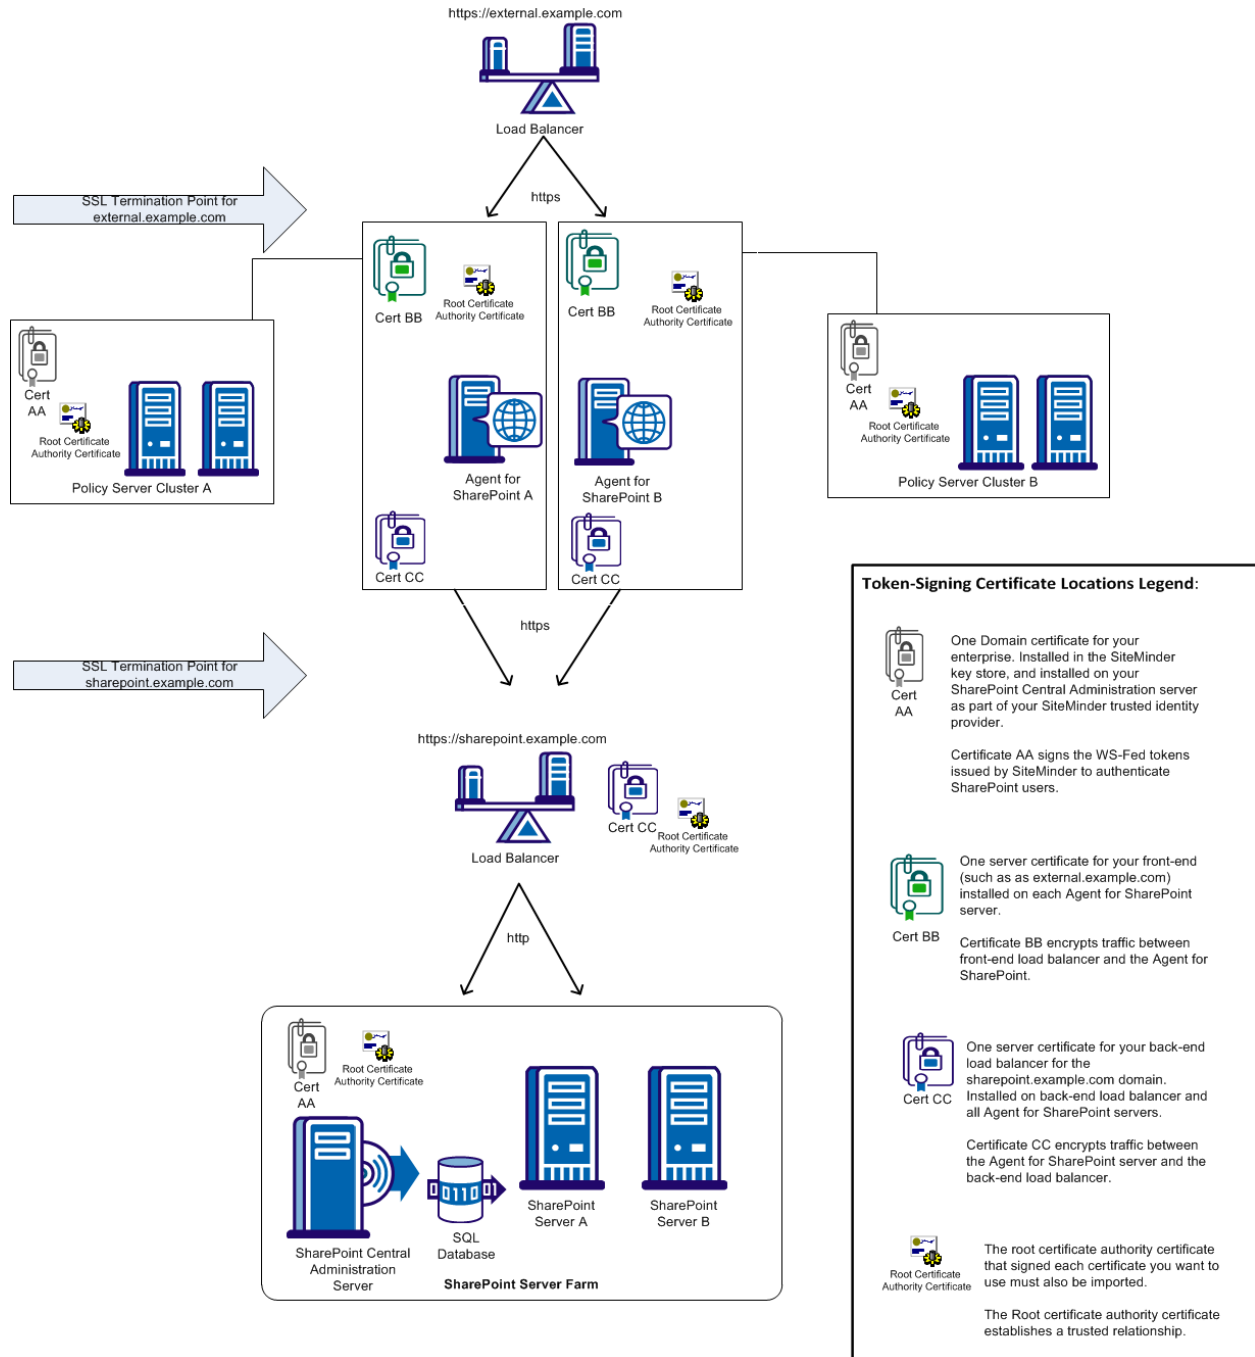 https://external.example.com
Load Balancer
https
SSL Termination Point for
external.example.com
Cert BB
Root Certificate
Authority Certificate
Cert BB
Root Certificate
Authority Certificate
Cert
AA
Root Certificate
Authority Certificate
Policy Server Cluster A
Agent for
SharePoint A
Agent for
SharePoint B
Cert
AA
Root Certificate
Authority Certificate
Policy Server Cluster B
Cert CC
Cert CC
https
SSL Termination Point for
sharepoint.example.com
https://sharepoint.example.com
Load Balancer
Cert CC
Root Certificate
Authority Certificate
http
Cert
AA
Root Certificate
Authority Certificate
SharePoint Central
Administration
Server
SQL
Database
0110
01
SharePoint
Server A
SharePoint
Server B
SharePoint Server Farm
Token-Signing Certificate Locations Legend:
Cert
AA
One Domain certificate for your
enterprise. Installed in the SiteMinder
key store, and installed on your
SharePoint Central Administration server
as part of your SiteMinder trusted identity
provider.
Certificate AA signs the WS-Fed tokens
issued by SiteMinder to authenticate
SharePoint users.
Cert BB
One server certificate for your front-end
(such as as external.example.com)
installed on each Agent for SharePoint
server.
Certificate BB encrypts traffic between
front-end load balancer and the Agent for
SharePoint.
Cert CC
One server certificate for your back-end
load balancer for the
sharepoint.example.com domain.
Installed on back-end load balancer and
all Agent for SharePoint servers.
Certificate CC encrypts traffic between
the Agent for SharePoint server and the
back-end load balancer.
Root Certificate
Authority Certificate
The root certificate authority certificate
that signed each certificate you want to
use must also be imported.
The Root certificate authority certificate
establishes a trusted relationship.